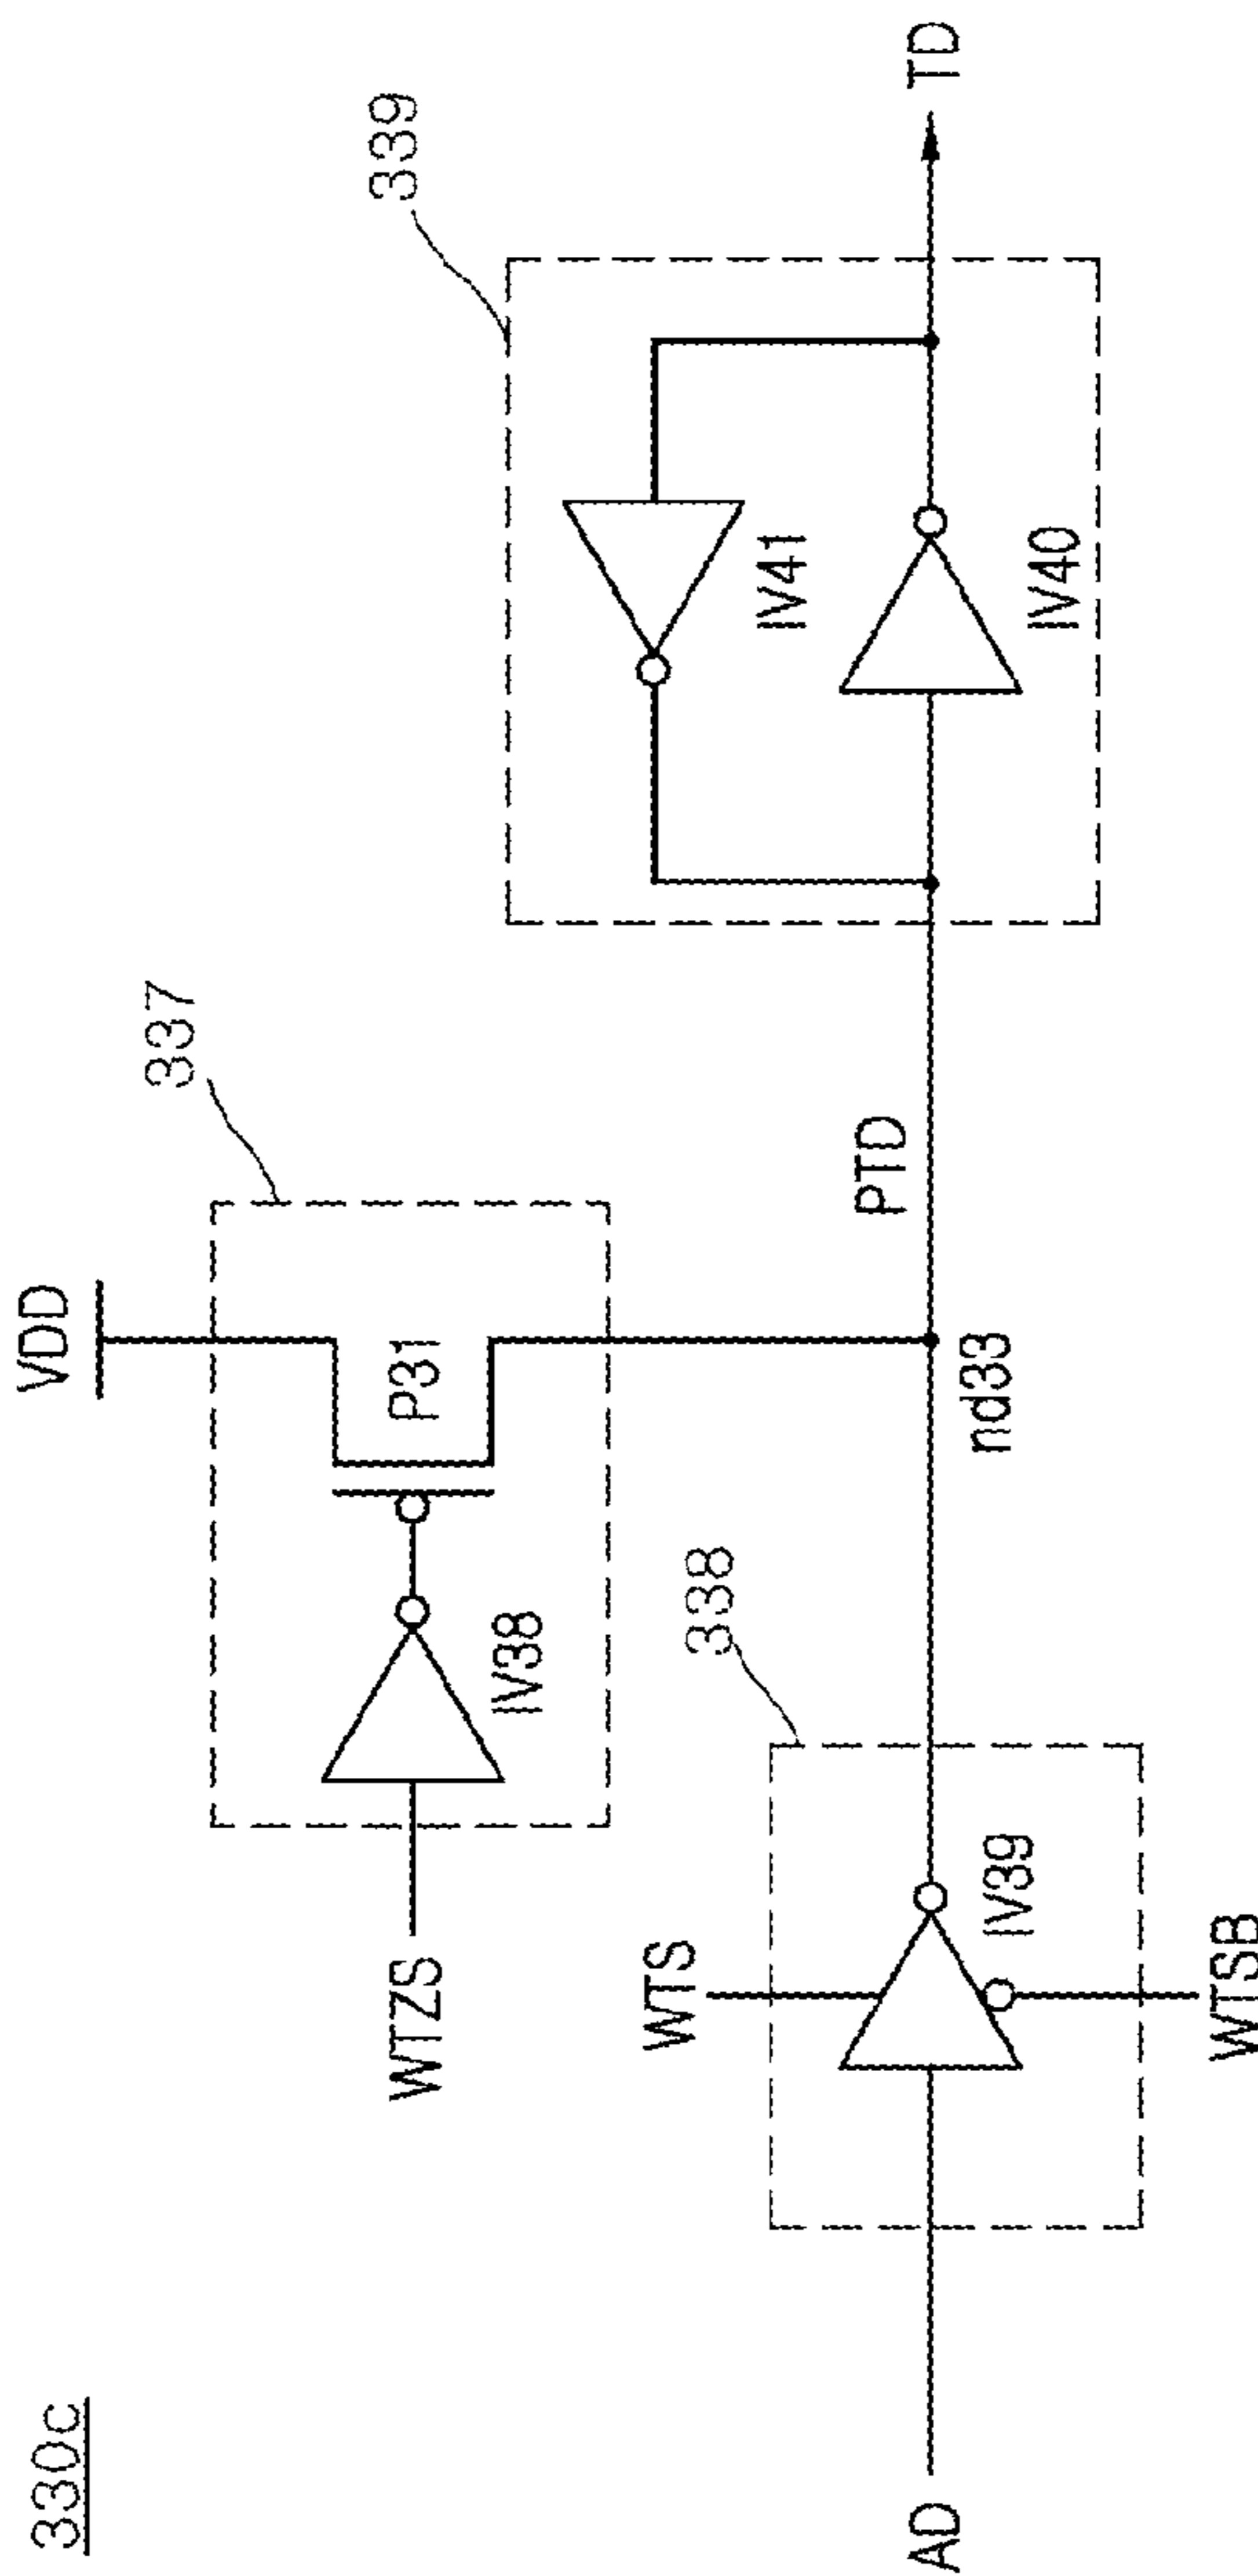 330c
VDD
337
WTZS
IV38
P31
338
WTS
AD
IV39
WTSB
nd33
PTD
339
IV41
IV40
TD